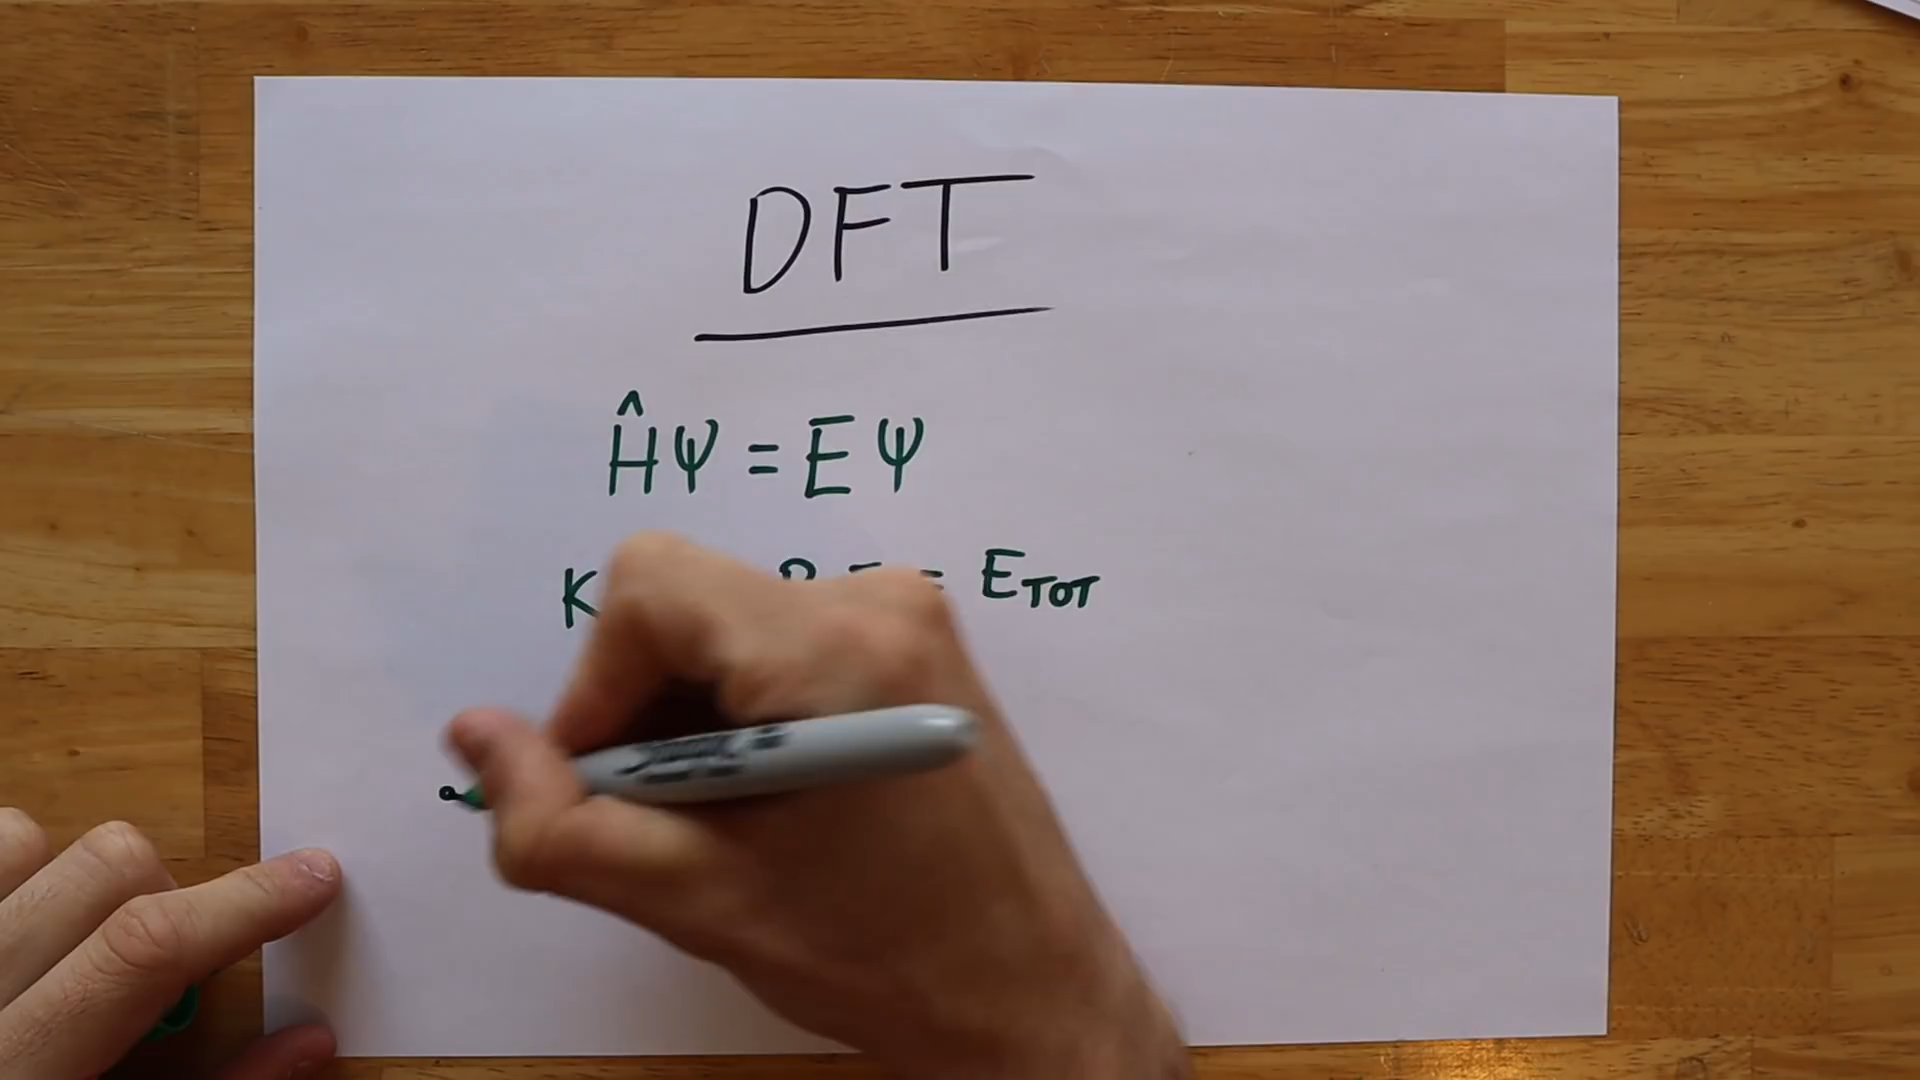 DFT
ĤΨ = EΨ
K = E_TOT